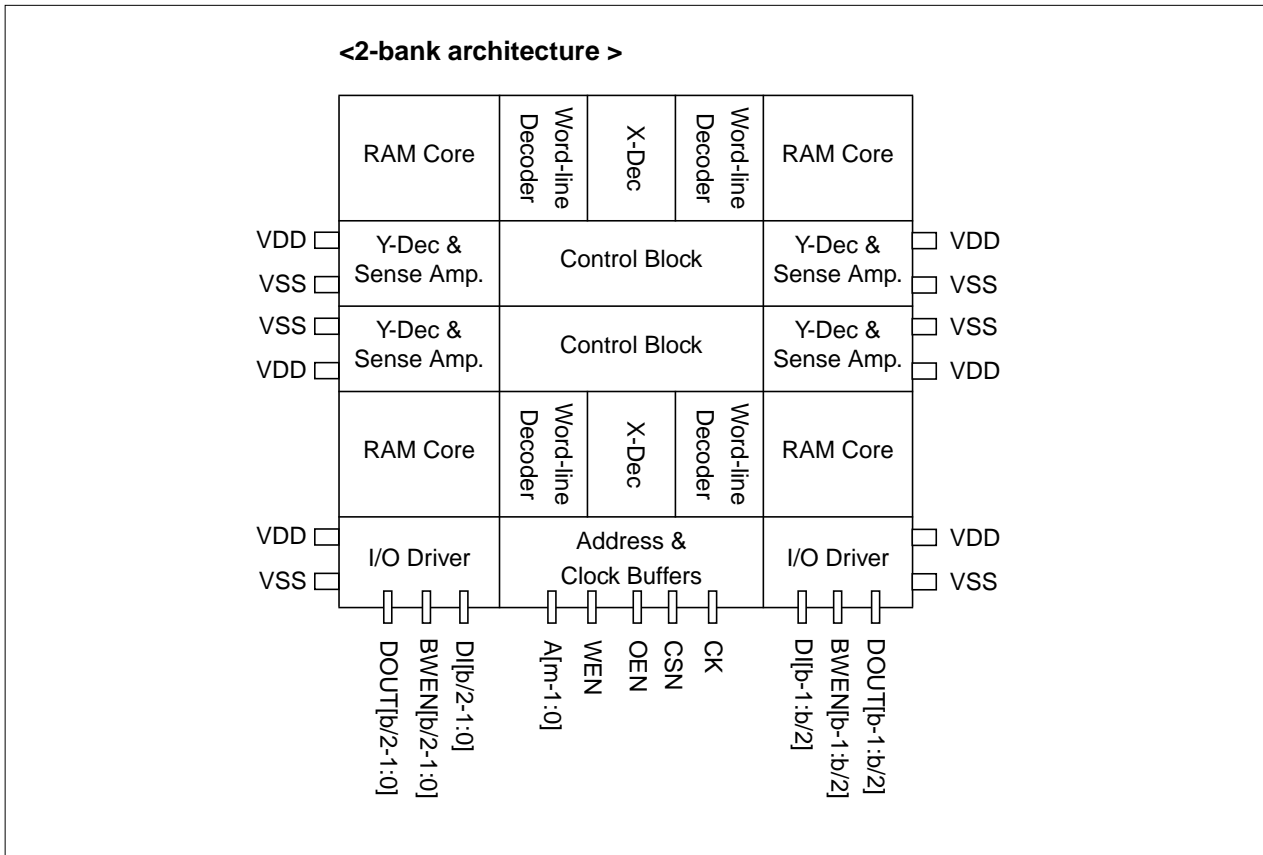 <2-bank architecture >
RAM Core
Word-line
Decoder
X-Dec
Word-line
Decoder
RAM Core
VDD
VSS
Y-Dec &
Sense Amp.
Control Block
Y-Dec &
Sense Amp.
VDD
VSS
VSS
VDD
Y-Dec &
Sense Amp.
Control Block
Y-Dec &
Sense Amp.
VSS
VDD
RAM Core
Word-line
Decoder
X-Dec
Word-line
Decoder
RAM Core
VDD
VSS
I/O Driver
Address &
Clock Buffers
I/O Driver
VDD
VSS
DOUT[b/2-1:0]
BWEN[b/2-1:0]
DI[b/2-1:0]
A[m-1:0]
WEN
OEN
CSN
CK
DI[b-1:b/2]
BWEN[b-1:b/2]
DOUT[b-1:b/2]